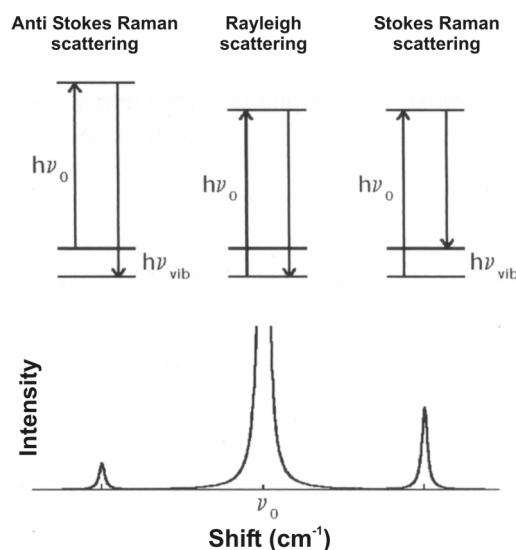 Anti Stokes Raman
scattering
Rayleigh
scattering
Stokes Raman
scattering
hν₀
hν₀
hν₀
hνvib
hνvib
Intensity
ν₀
Shift (cm⁻¹)